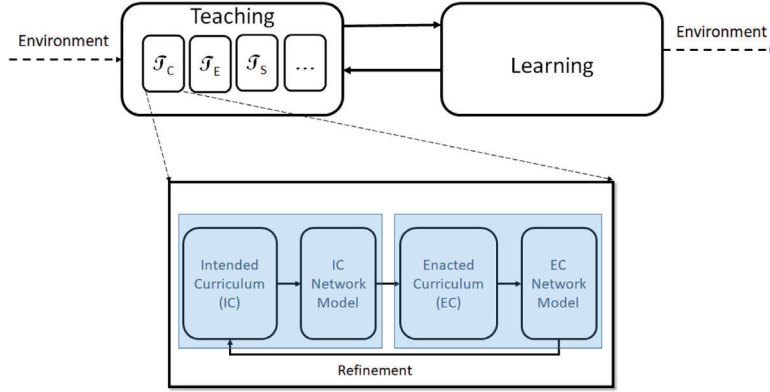 Teaching
Environment
Environment
𝒯C
𝒯E
𝒯S
...
Learning
Intended
Curriculum
(IC)
IC
Network
Model
Enacted
Curriculum
(EC)
EC
Network
Model
Refinement